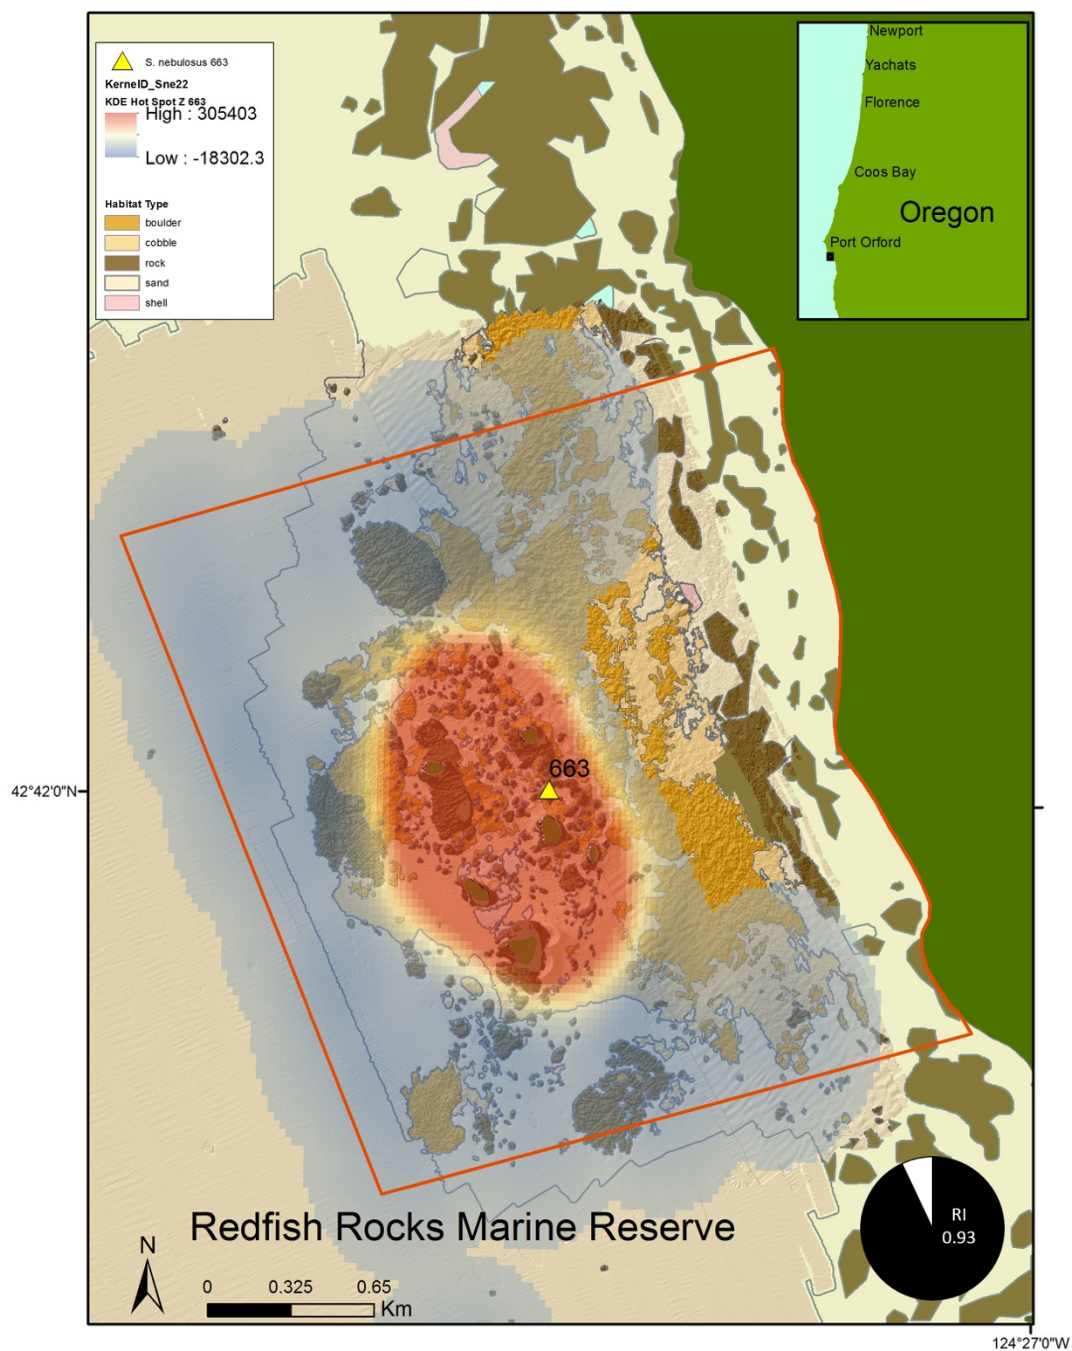 S. nebulosus 663
KernelD_Sne22
KDE Hot Spot Z 663
High : 305403
Low : -18302.3
Habitat Type
boulder
cobble
rock
sand
shell
Newport
Yachats
Florence
Coos Bay
Oregon
Port Orford
663
42°42'0"N
Redfish Rocks Marine Reserve
N
0 0.325 0.65
Km
RI
0.93
124°27'0"W